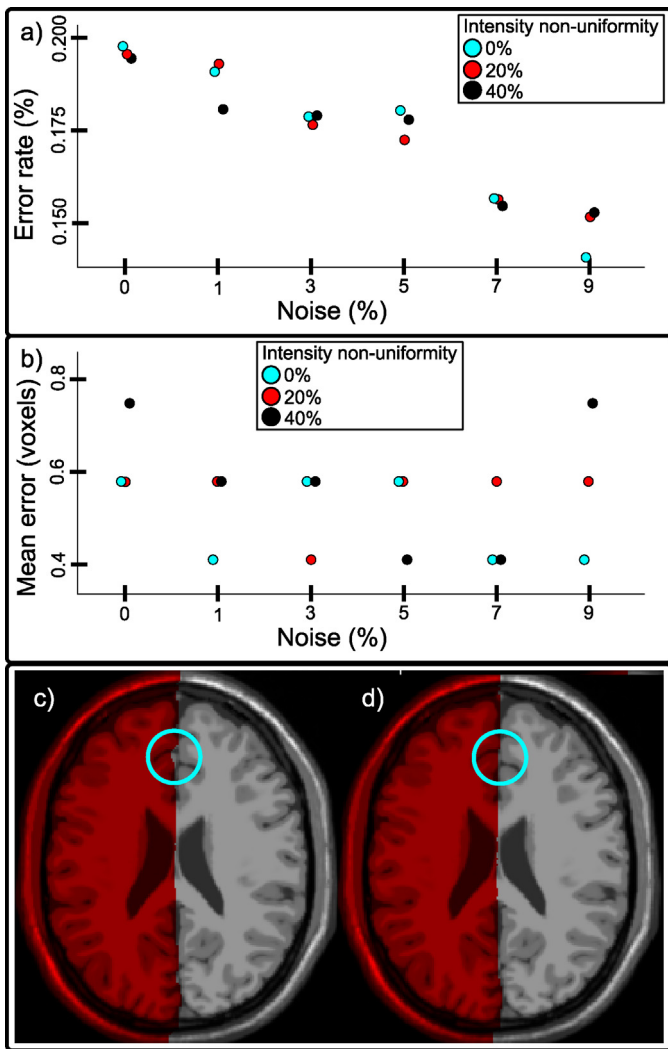 a)
Intensity non-uniformity
0%
20%
40%
Error rate (%)
0.200
0.175
0.150
0 1 3 5 7 9
Noise (%)
b)
Intensity non-uniformity
0%
20%
40%
Mean error (voxels)
0.8
0.6
0.4
0 1 3 5 7 9
Noise (%)
c)
d)